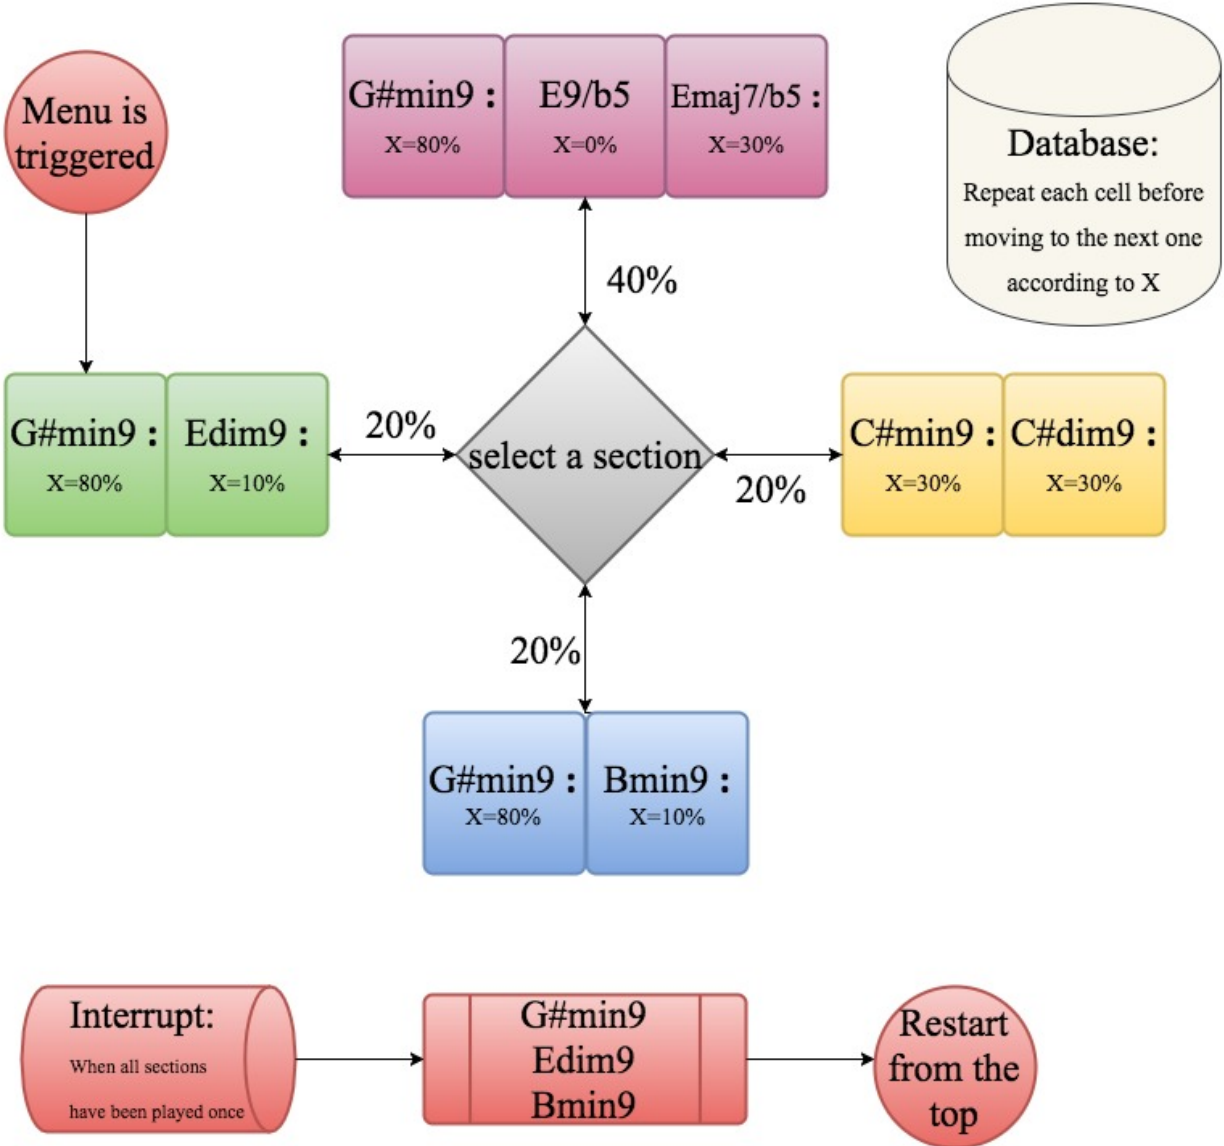 Menu is
triggered
G#min9 :
X=80%
E9/b5
X=0%
Emaj7/b5 :
X=30%
Database:
Repeat each cell before
moving to the next one
according to X
40%
G#min9 :
X=80%
Edim9 :
X=10%
20%
select a section
20%
C#min9 :
X=30%
C#dim9 :
X=30%
20%
G#min9 :
X=80%
Bmin9 :
X=10%
Interrupt:
When all sections
have been played once
G#min9
Edim9
Bmin9
Restart
from the
top